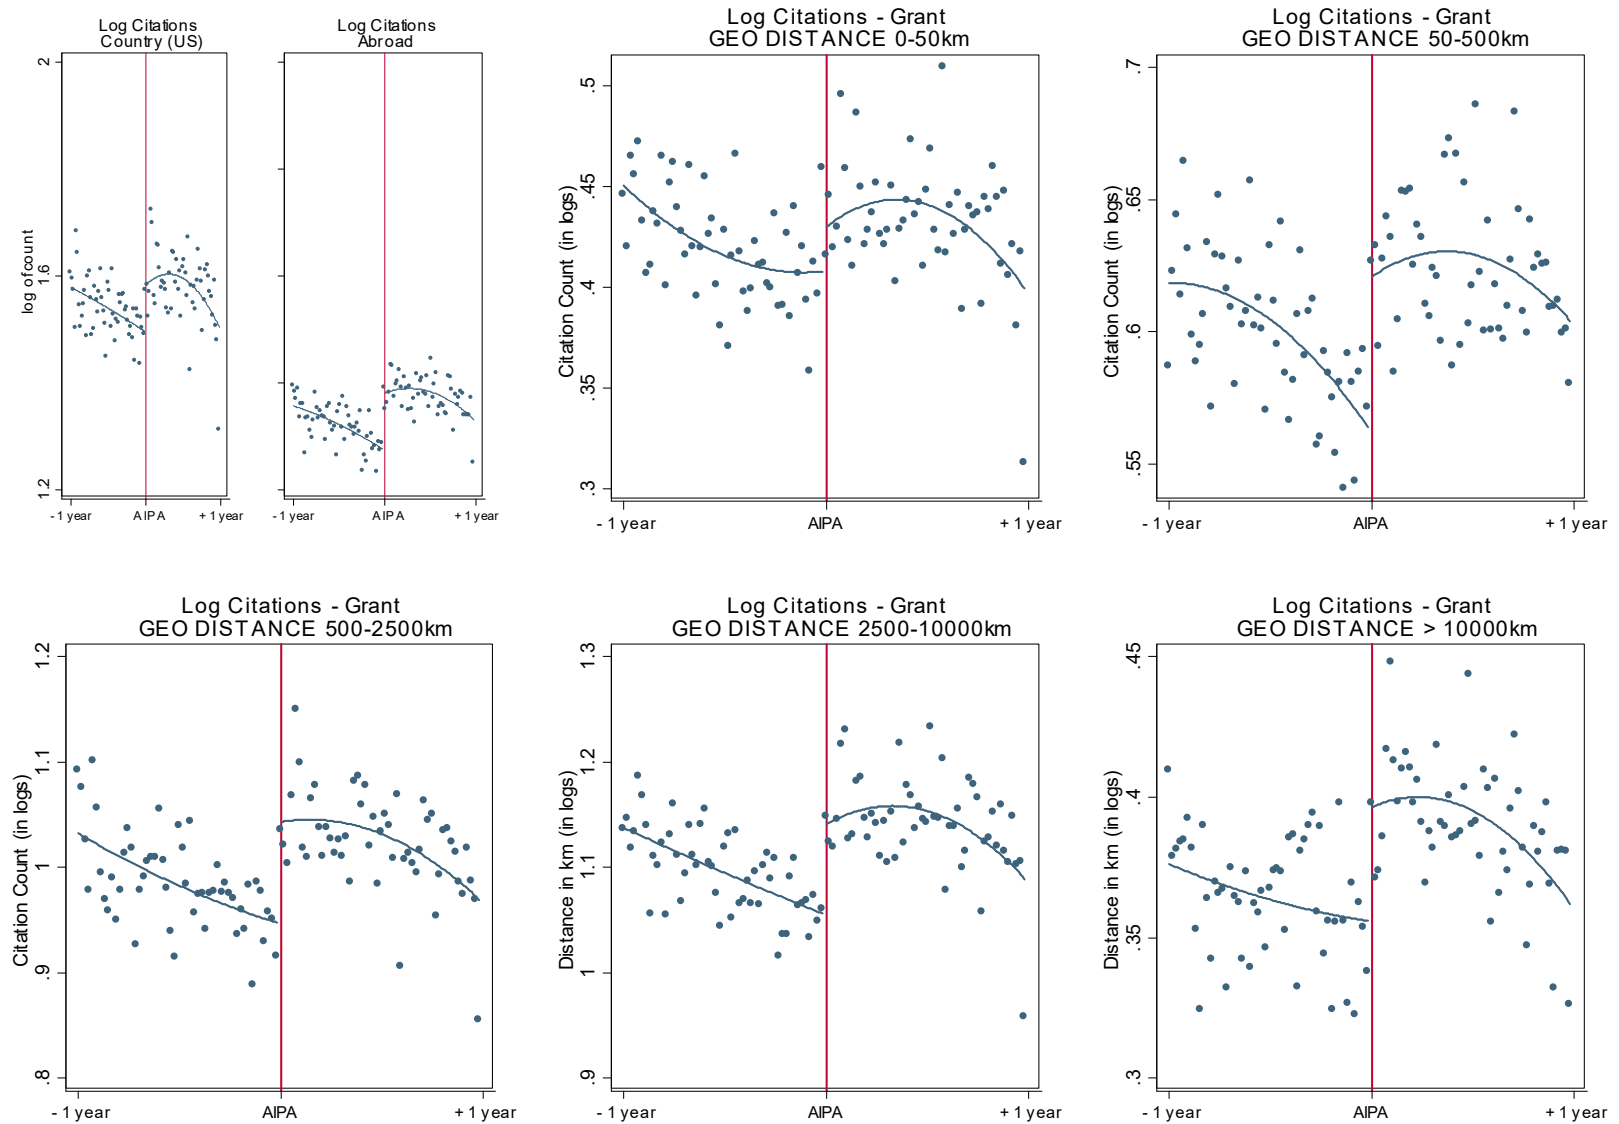 Log Citations
Country (US)
log of count
2
1.6
1.2
- 1 year
AIPA
+ 1 year
Log Citations
Abroad
- 1 year
AIPA
+ 1 year
Log Citations - Grant
GEO DISTANCE 0-50km
Citation Count (in logs)
.5
.45
.4
.35
.3
- 1 year
AIPA
+ 1 year
Log Citations - Grant
GEO DISTANCE 50-500km
Citation Count (in logs)
.7
.65
.6
.55
- 1 year
AIPA
+ 1 year
Log Citations - Grant
GEO DISTANCE 500-2500km
Citation Count (in logs)
1.2
1.1
1
.9
.8
- 1 year
AIPA
+ 1 year
Log Citations - Grant
GEO DISTANCE 2500-10000km
Distance in km (in logs)
1.3
1.2
1.1
1
.9
- 1 year
AIPA
+ 1 year
Log Citations - Grant
GEO DISTANCE > 10000km
Distance in km (in logs)
.45
.4
.35
.3
- 1 year
AIPA
+ 1 year